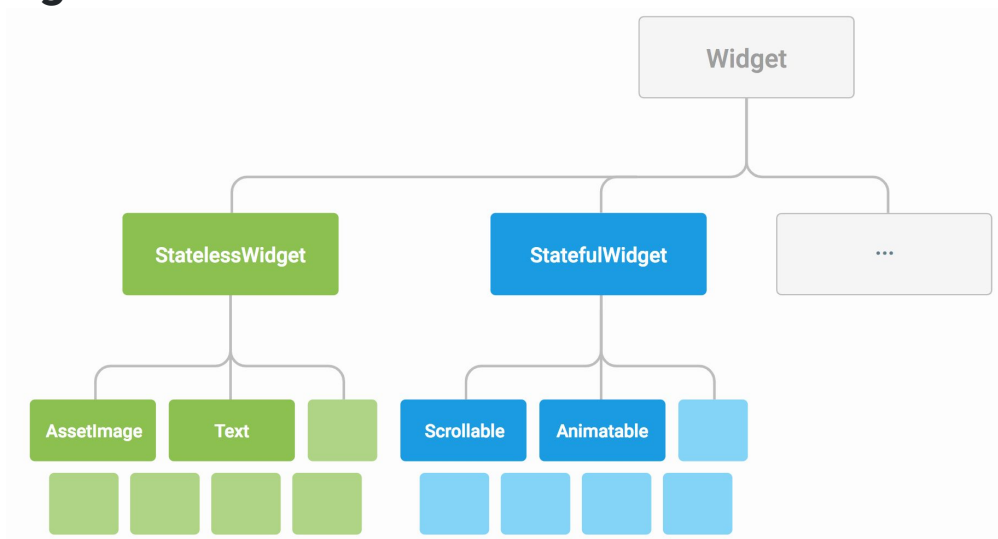 Widget
StatelessWidget
StatefulWidget
...
AssetImage
Text
Scrollable
Animatable